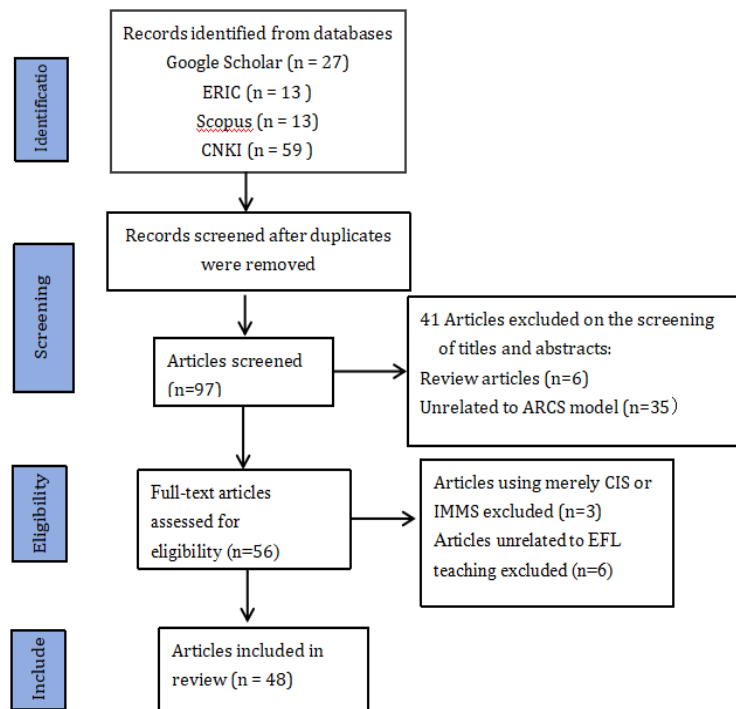 Identificatio
Records identified from databases
Google Scholar (n = 27)
ERIC (n = 13 )
Scopus (n = 13)
CNKI (n = 59 )
Screening
Records screened after duplicates
were removed
Articles screened
(n=97)
41 Articles excluded on the screening
of titles and abstracts:
Review articles (n=6)
Unrelated to ARCS model (n=35)
Eligibility
Full-text articles
assessed for
eligibility (n=56)
Articles using merely CIS or
IMMS excluded (n=3)
Articles unrelated to EFL
teaching excluded (n=6)
Include
Articles included in
review (n = 48)